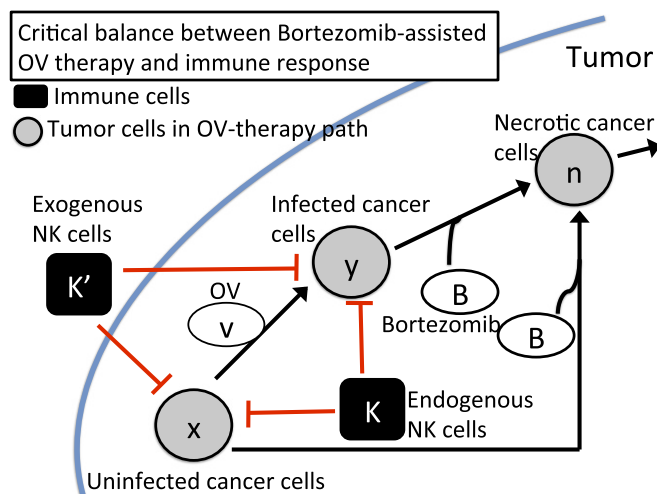 Critical balance between Bortezomib-assisted
OV therapy and immune response
Tumor
Immune cells
Tumor cells in OV-therapy path
Necrotic cancer
cells
n
Exogenous
NK cells
Infected cancer
cells
K'
y
OV
v
B
Bortezomib
B
x
K
Endogenous
NK cells
Uninfected cancer cells